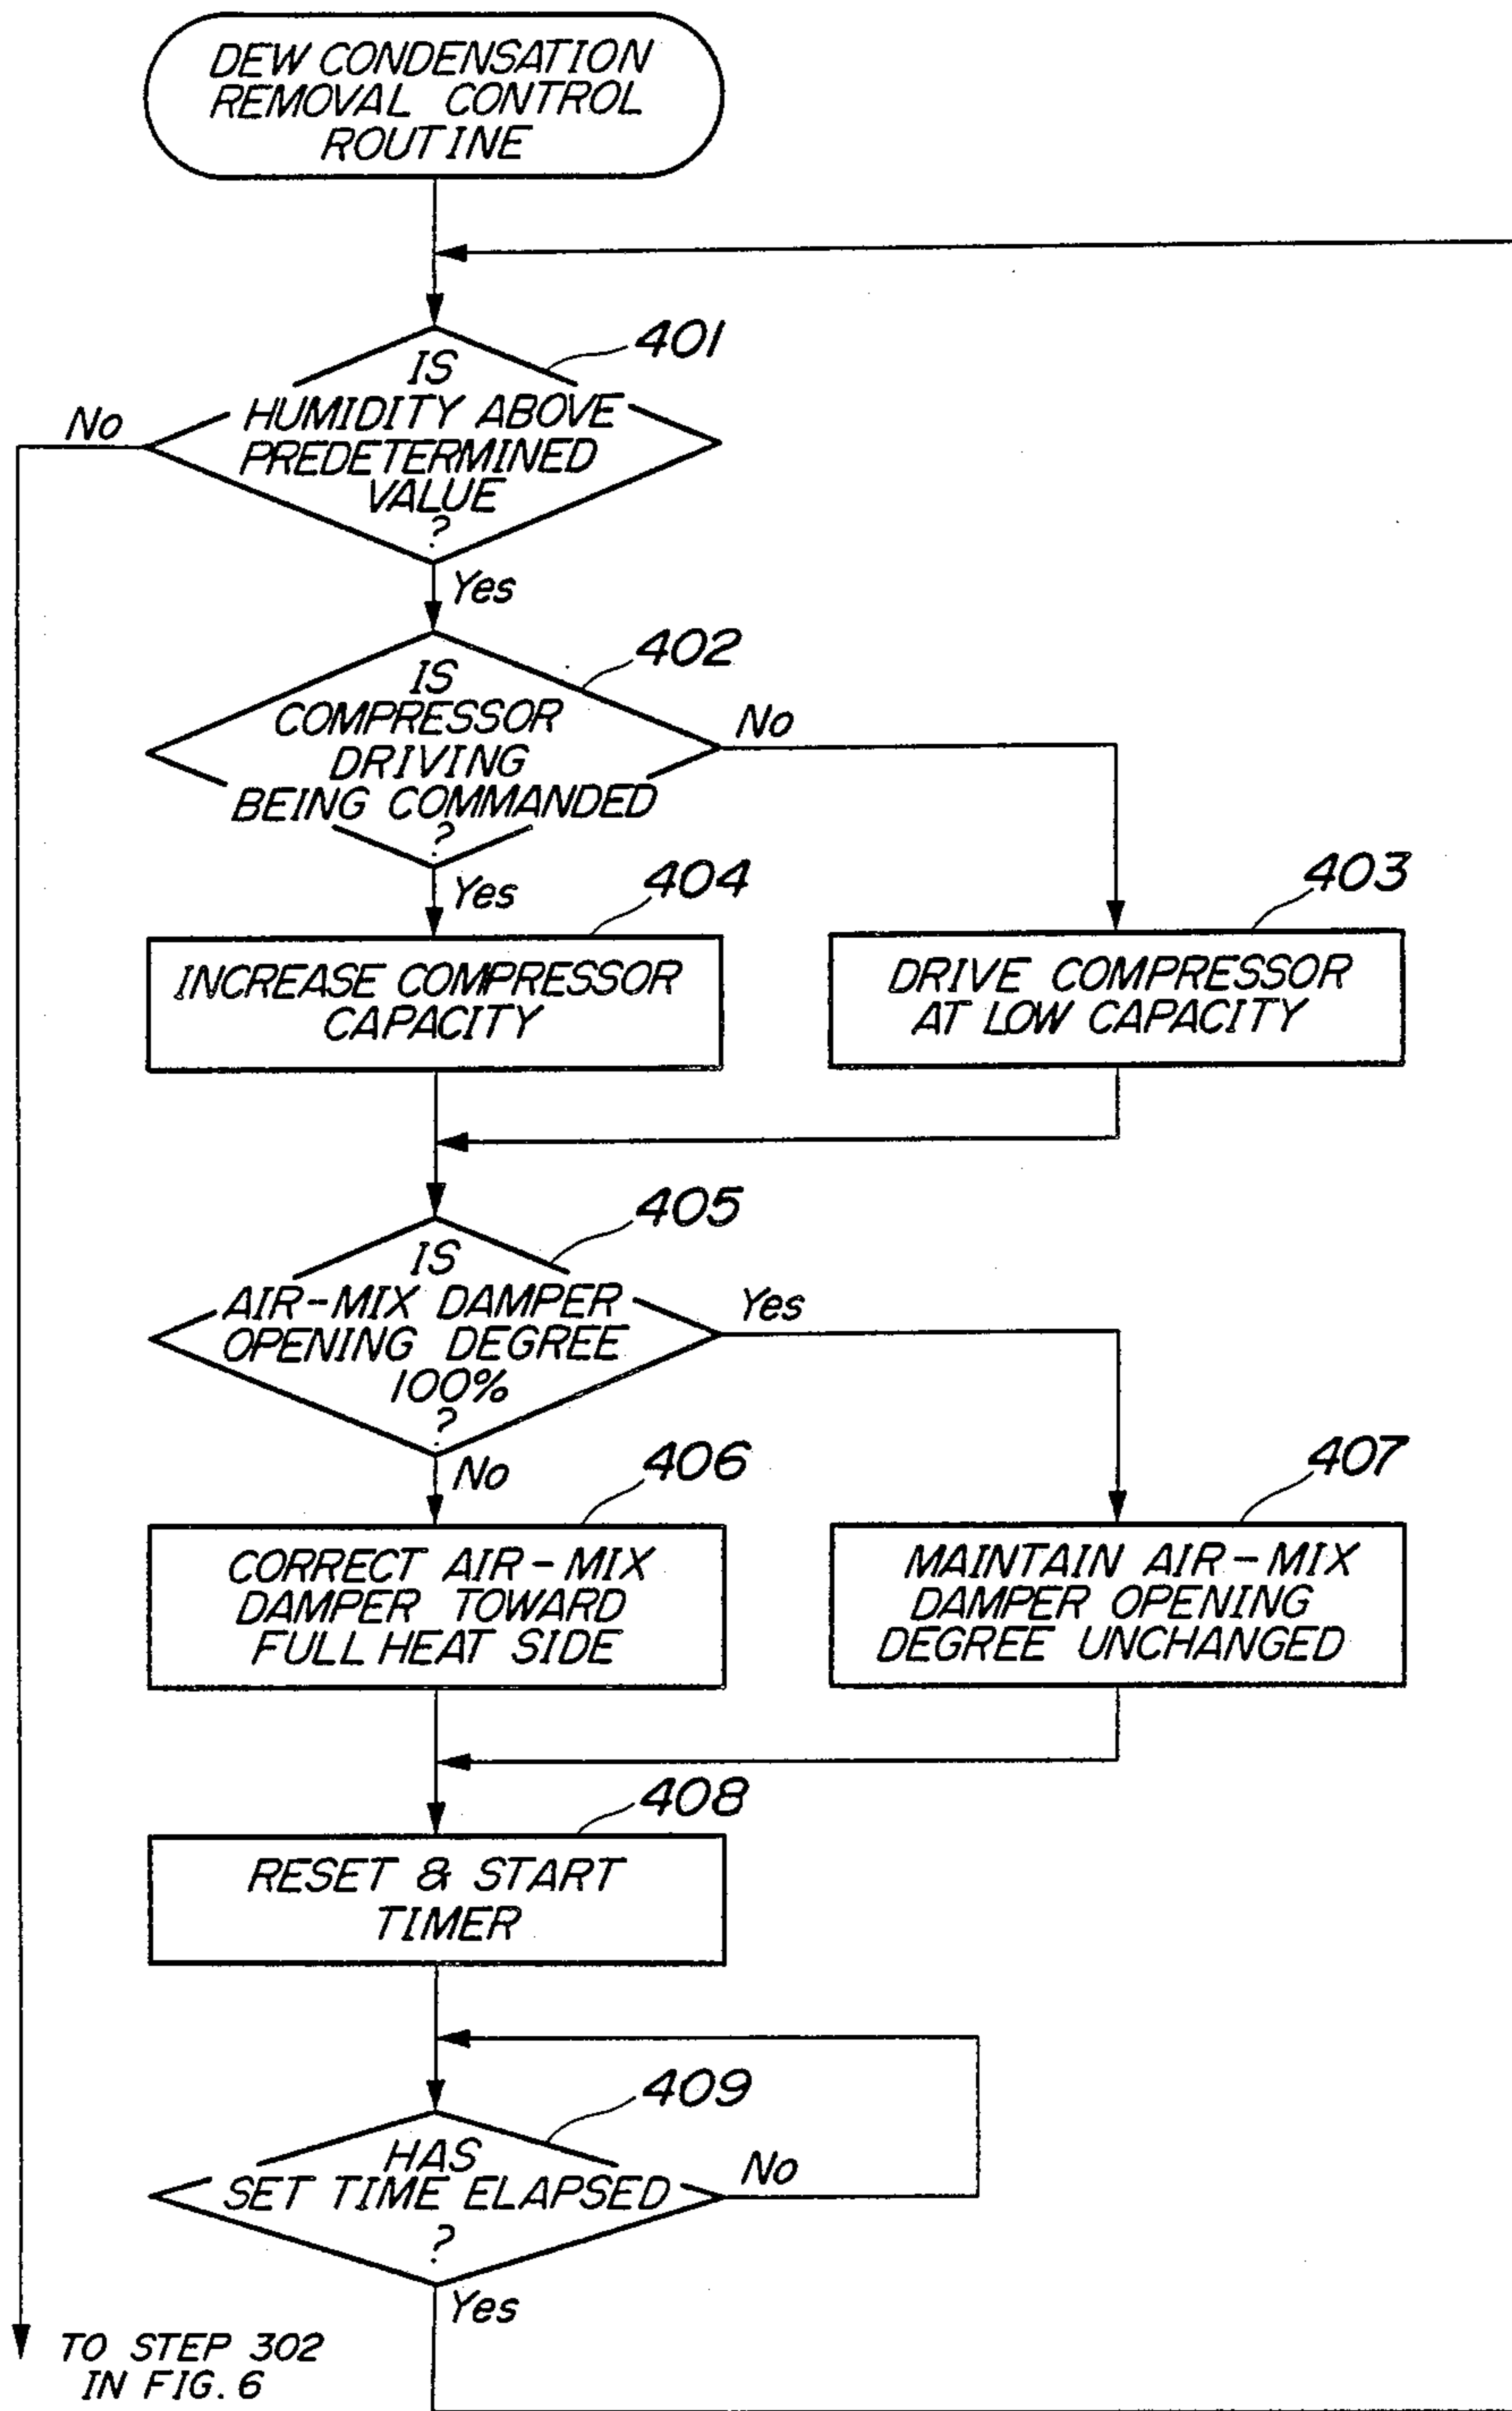 DEW CONDENSATION
REMOVAL CONTROL
ROUTINE
401
IS
HUMIDITY ABOVE
PREDETERMINED
VALUE
?
No
Yes
402
IS
COMPRESSOR
DRIVING
BEING COMMANDED
?
No
Yes
404
INCREASE COMPRESSOR
CAPACITY
403
DRIVE COMPRESSOR
AT LOW CAPACITY
405
IS
AIR-MIX DAMPER
OPENING DEGREE
100%
?
Yes
No
406
CORRECT AIR-MIX
DAMPER TOWARD
FULL HEAT SIDE
407
MAINTAIN AIR-MIX
DAMPER OPENING
DEGREE UNCHANGED
408
RESET & START
TIMER
409
HAS
SET TIME ELAPSED
?
No
Yes
TO STEP 302
IN FIG. 6